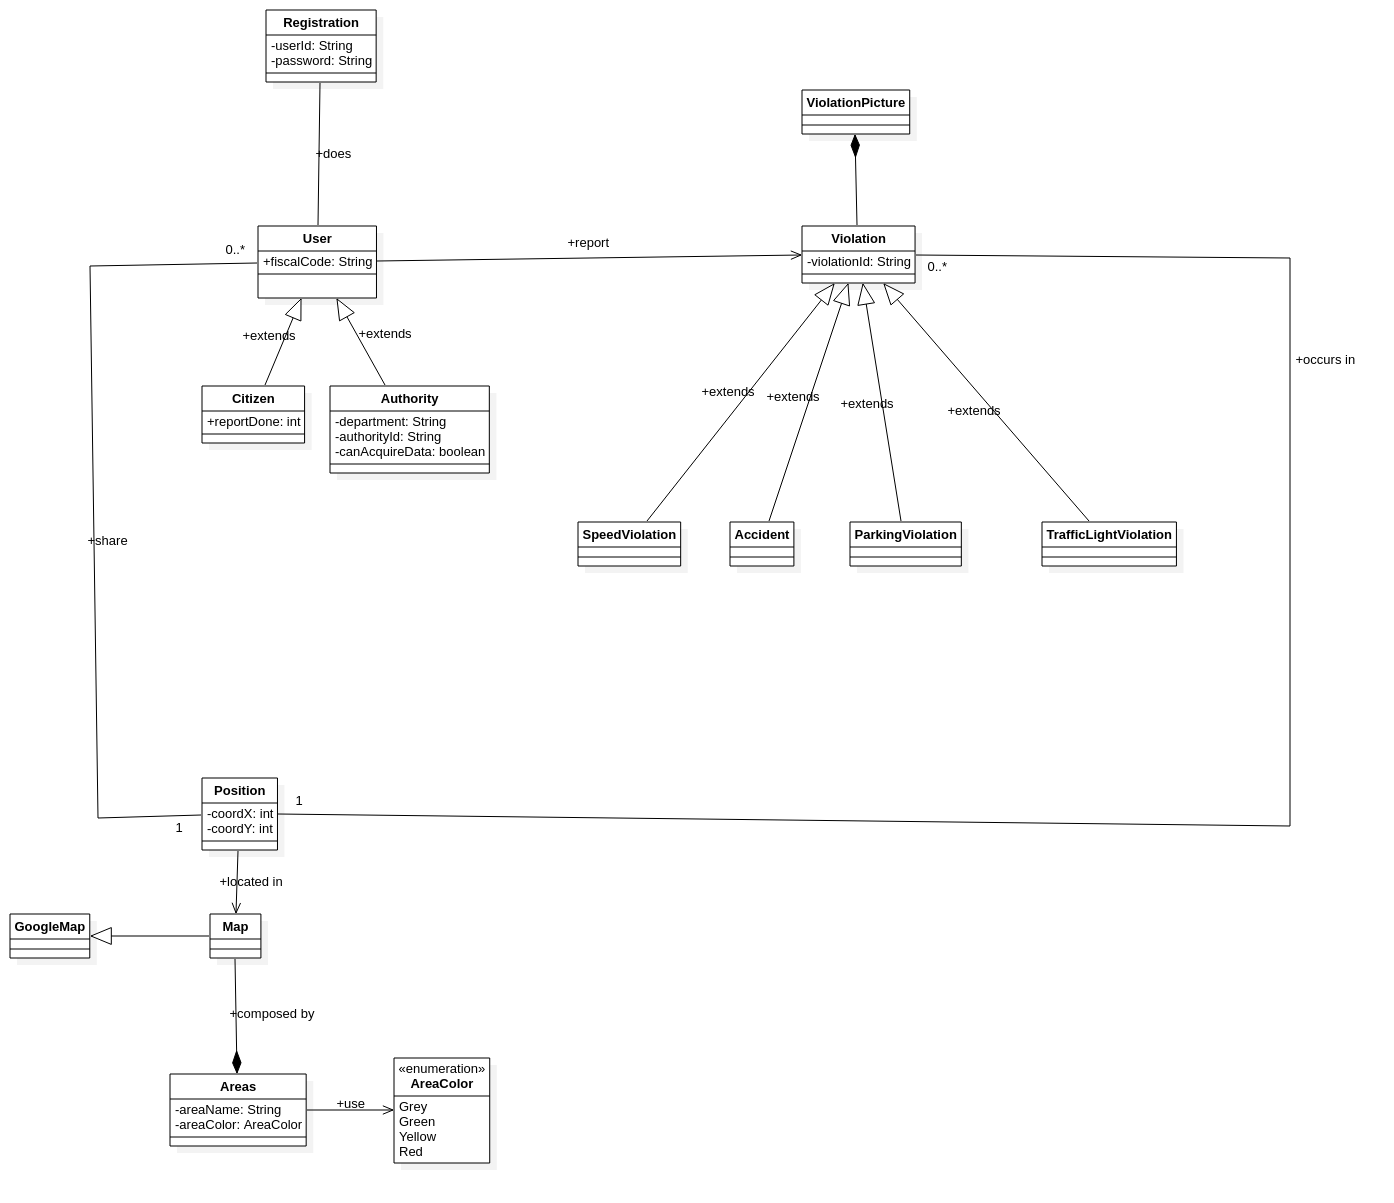 Registration
-userId: String
-password: String
ViolationPicture
+does
0..*
User
+fiscalCode: String
+report
Violation
-violationId: String
0..*
+extends
+extends
+occurs in
Citizen
+reportDone: int
Authority
-department: String
-authorityId: String
-canAcquireData: boolean
+extends
+extends
+extends
+extends
+share
SpeedViolation
Accident
ParkingViolation
TrafficLightViolation
Position
-coordX: int
-coordY: int
1
1
+located in
GoogleMap
Map
+composed by
Areas
-areaName: String
-areaColor: AreaColor
+use
«enumeration»
AreaColor
Grey
Green
Yellow
Red